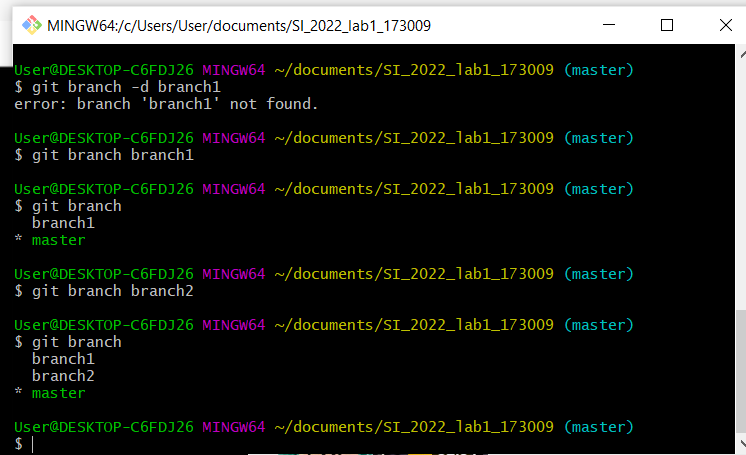 MINGW64:/c/Users/User/documents/SI_2022_lab1_173009
User@DESKTOP-C6FDJ26 MINGW64 ~/documents/SI_2022_lab1_173009 (master)
$ git branch -d branch1
error: branch 'branch1' not found.
User@DESKTOP-C6FDJ26 MINGW64 ~/documents/SI_2022_lab1_173009 (master)
$ git branch branch1
User@DESKTOP-C6FDJ26 MINGW64 ~/documents/SI_2022_lab1_173009 (master)
$ git branch
  branch1
* master
User@DESKTOP-C6FDJ26 MINGW64 ~/documents/SI_2022_lab1_173009 (master)
$ git branch branch2
User@DESKTOP-C6FDJ26 MINGW64 ~/documents/SI_2022_lab1_173009 (master)
$ git branch
  branch1
  branch2
* master
User@DESKTOP-C6FDJ26 MINGW64 ~/documents/SI_2022_lab1_173009 (master)
$